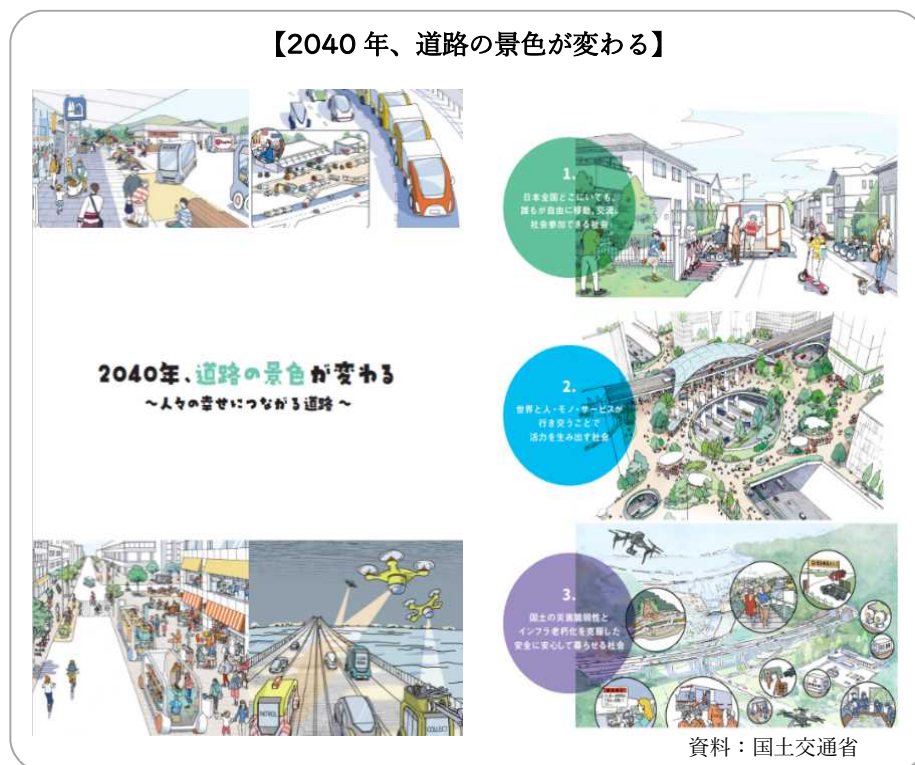 【2040 年、道路の景色が変わる】
2040年、道路の景色が変わる
～人々の幸せにつながる道路～
1.
日本全国どこにいても、
誰もが自由に移動、交流、
社会参加できる社会
2.
世界と人・モノ・サービスが
行き交うことで
活力を生み出す社会
3.
国土の災害脆弱性と
インフラ老朽化を克服した
安全に安心して暮らせる社会
PATROL
COLLECT
資料：国土交通省